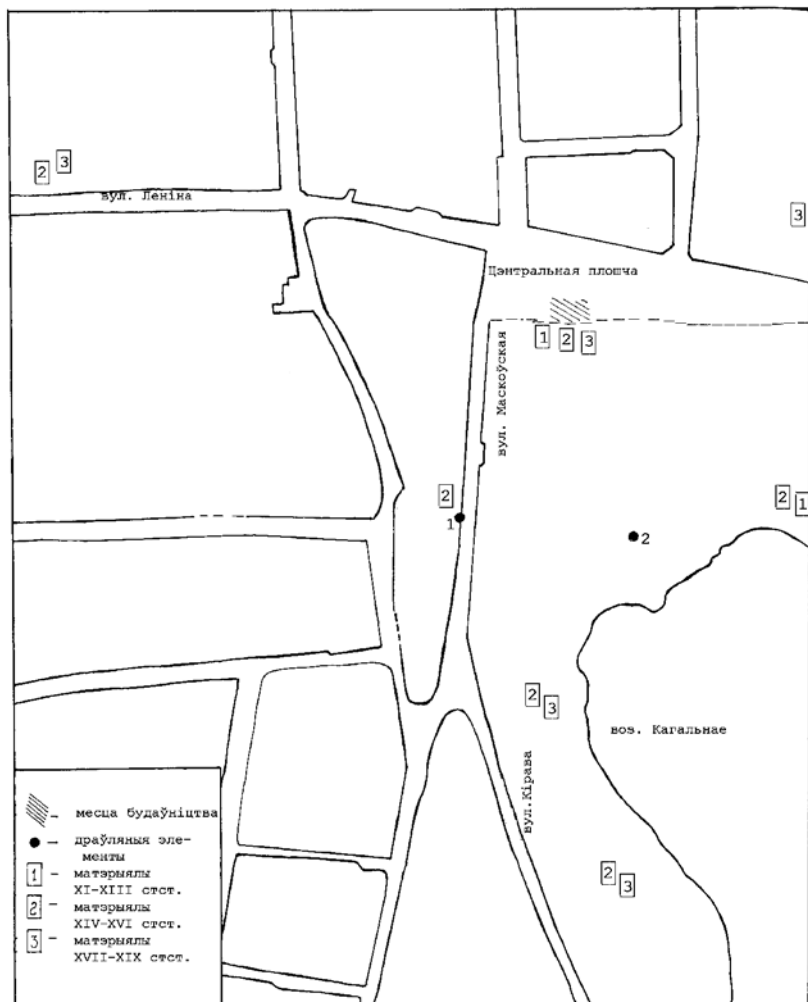 2 3
вул. Леніна
3
Цэнтральная плошча
1 2 3
вул. Маскоўская
2
1
2
2 1
2 3
воз. Кагальнае
вул.Кірава
2 3
– месца будаўніцтва
– драўляныя эле-
менты
1 – матэрыялы
XI-XIII стст.
2 – матэрыялы
XIV-XVI стст.
3 – матэрыялы
XVII-XIX стст.